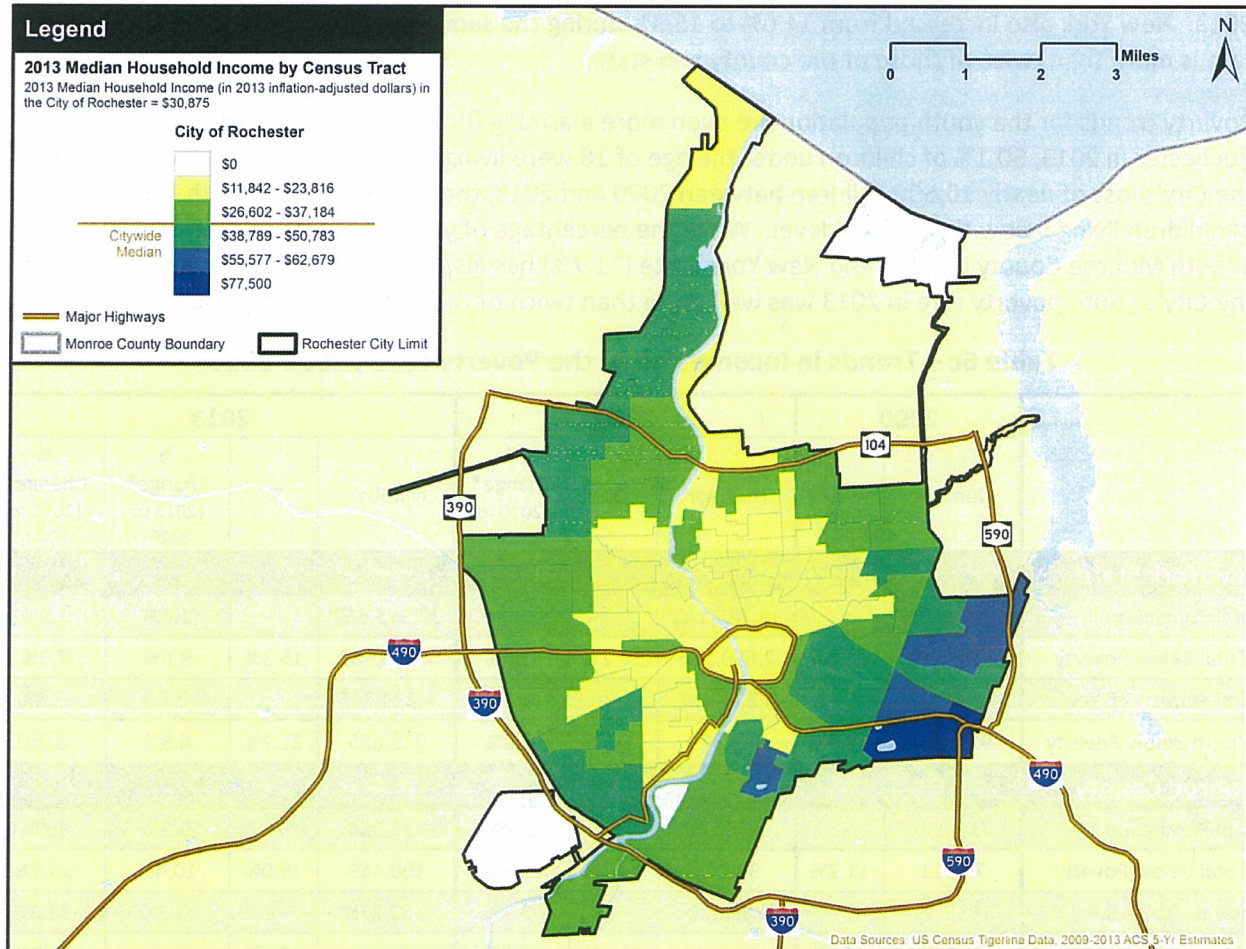 Legend
2013 Median Household Income by Census Tract
2013 Median Household Income (in 2013 inflation-adjusted dollars) in
the City of Rochester = $30,875
City of Rochester
$0
$11,842 - $23,816
$26,602 - $37,184
Citywide
Median
$38,789 - $50,783
$55,577 - $62,679
$77,500
Major Highways
Monroe County Boundary
Rochester City Limit
N
Miles
0 1 2 3
104
390
590
490
390
490
590
390
Data Sources: US Census Tigerline Data, 2009-2013 ACS 5-Yr Estimates